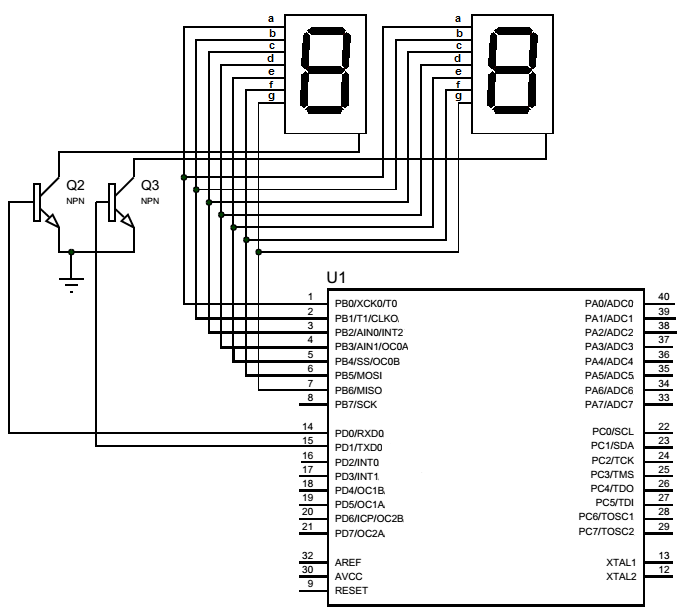 a
b
c
d
e
f
g
a
b
c
d
e
f
g
Q2
NPN
Q3
NPN
U1
1 PB0/XCK0/T0
2 PB1/T1/CLKO
3 PB2/AIN0/INT2
4 PB3/AIN1/OC0A
5 PB4/SS/OC0B
6 PB5/MOSI
7 PB6/MISO
8 PB7/SCK
14 PD0/RXD0
15 PD1/TXD0
16 PD2/INT0
17 PD3/INT1
18 PD4/OC1B
19 PD5/OC1A
20 PD6/ICP/OC2B
21 PD7/OC2A
32 AREF
30 AVCC
9 RESET
PA0/ADC0 40
PA1/ADC1 39
PA2/ADC2 38
PA3/ADC3 37
PA4/ADC4 36
PA5/ADC5 35
PA6/ADC6 34
PA7/ADC7 33
PC0/SCL 22
PC1/SDA 23
PC2/TCK 24
PC3/TMS 25
PC4/TDO 26
PC5/TDI 27
PC6/TOSC1 28
PC7/TOSC2 29
XTAL1 13
XTAL2 12